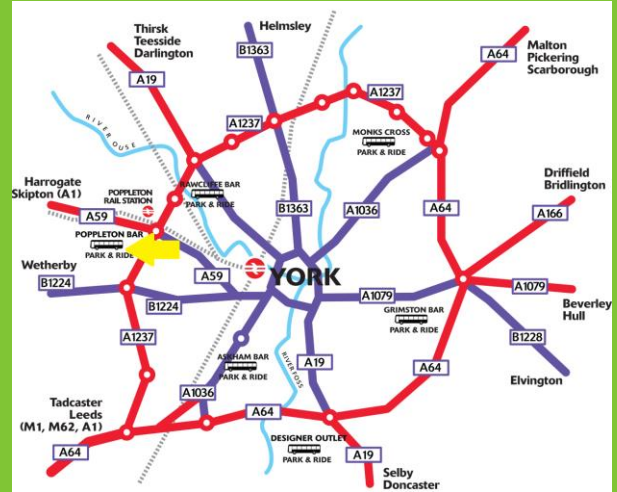 Thirsk
Teesside
Darlington
Helmsley
B1363
A64
Malton
Pickering
Scarborough
A19
A1237
A1237
RIVER OUSE
MONKS CROSS
PARK & RIDE
Harrogate
Skipton (A1)
POPPLETON
RAIL STATION
RAWCLIFFE BAR
PARK & RIDE
Driffield
Bridlington
A59
B1363
A1036
A64
A166
POPPLETON BAR
PARK & RIDE
Wetherby
A59
YORK
B1224
B1224
A1079
A1079
GRIMSTON BAR
PARK & RIDE
Beverley
Hull
A1237
B1228
ASKHAM BAR
PARK & RIDE
RIVER FOSS
A19
A64
Elvington
A1036
Tadcaster
Leeds
(M1, M62, A1)
A64
A64
DESIGNER OUTLET
PARK & RIDE
A19
Selby
Doncaster